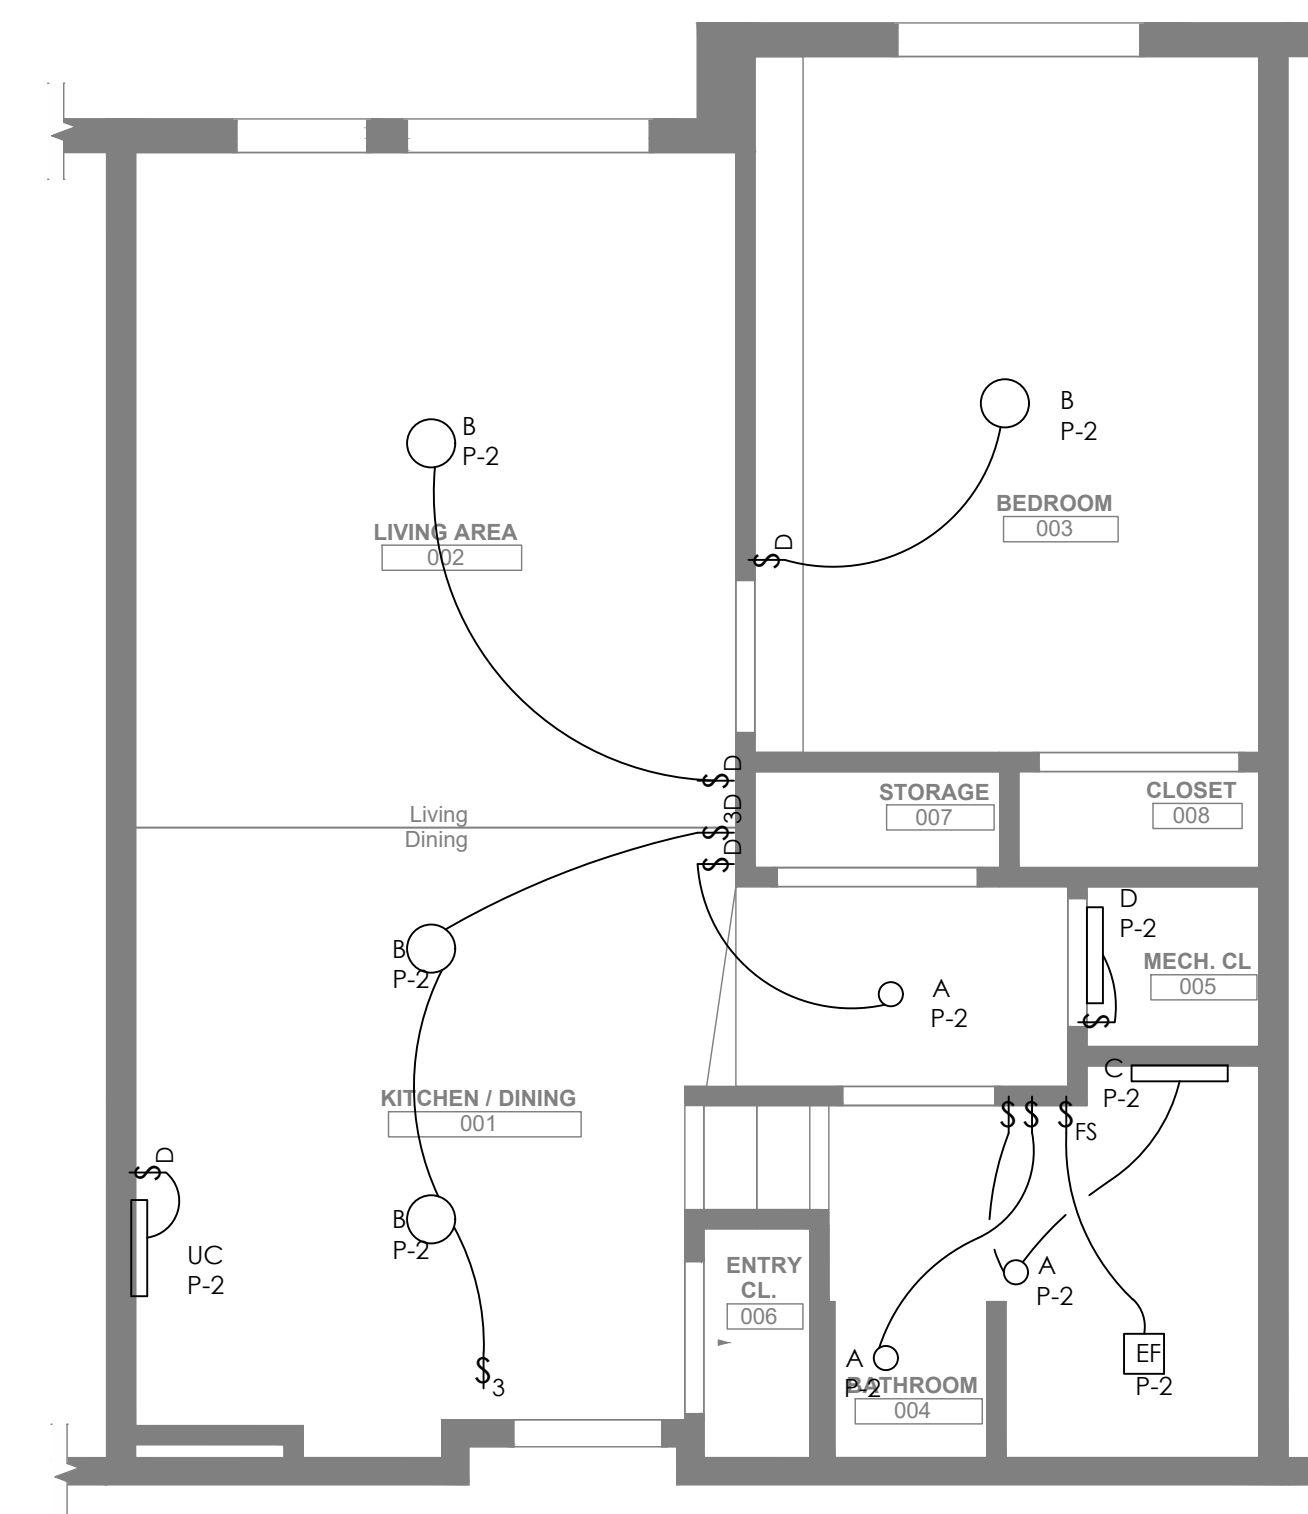 B
P-2
BEDROOM
003
B
P-2
LIVING AREA
002
$ D
$ D
STORAGE
007
CLOSET
008
Living
Dining
$ 3D
$ D
D
P-2
MECH. CL
005
B
P-2
A
P-2
$
C
P-2
KITCHEN / DINING
001
$ $ $ FS
$ D
B
P-2
UC
P-2
ENTRY
CL.
006
A
P-2
A
P-2
EF
P-2
BATHROOM
004
$ 3